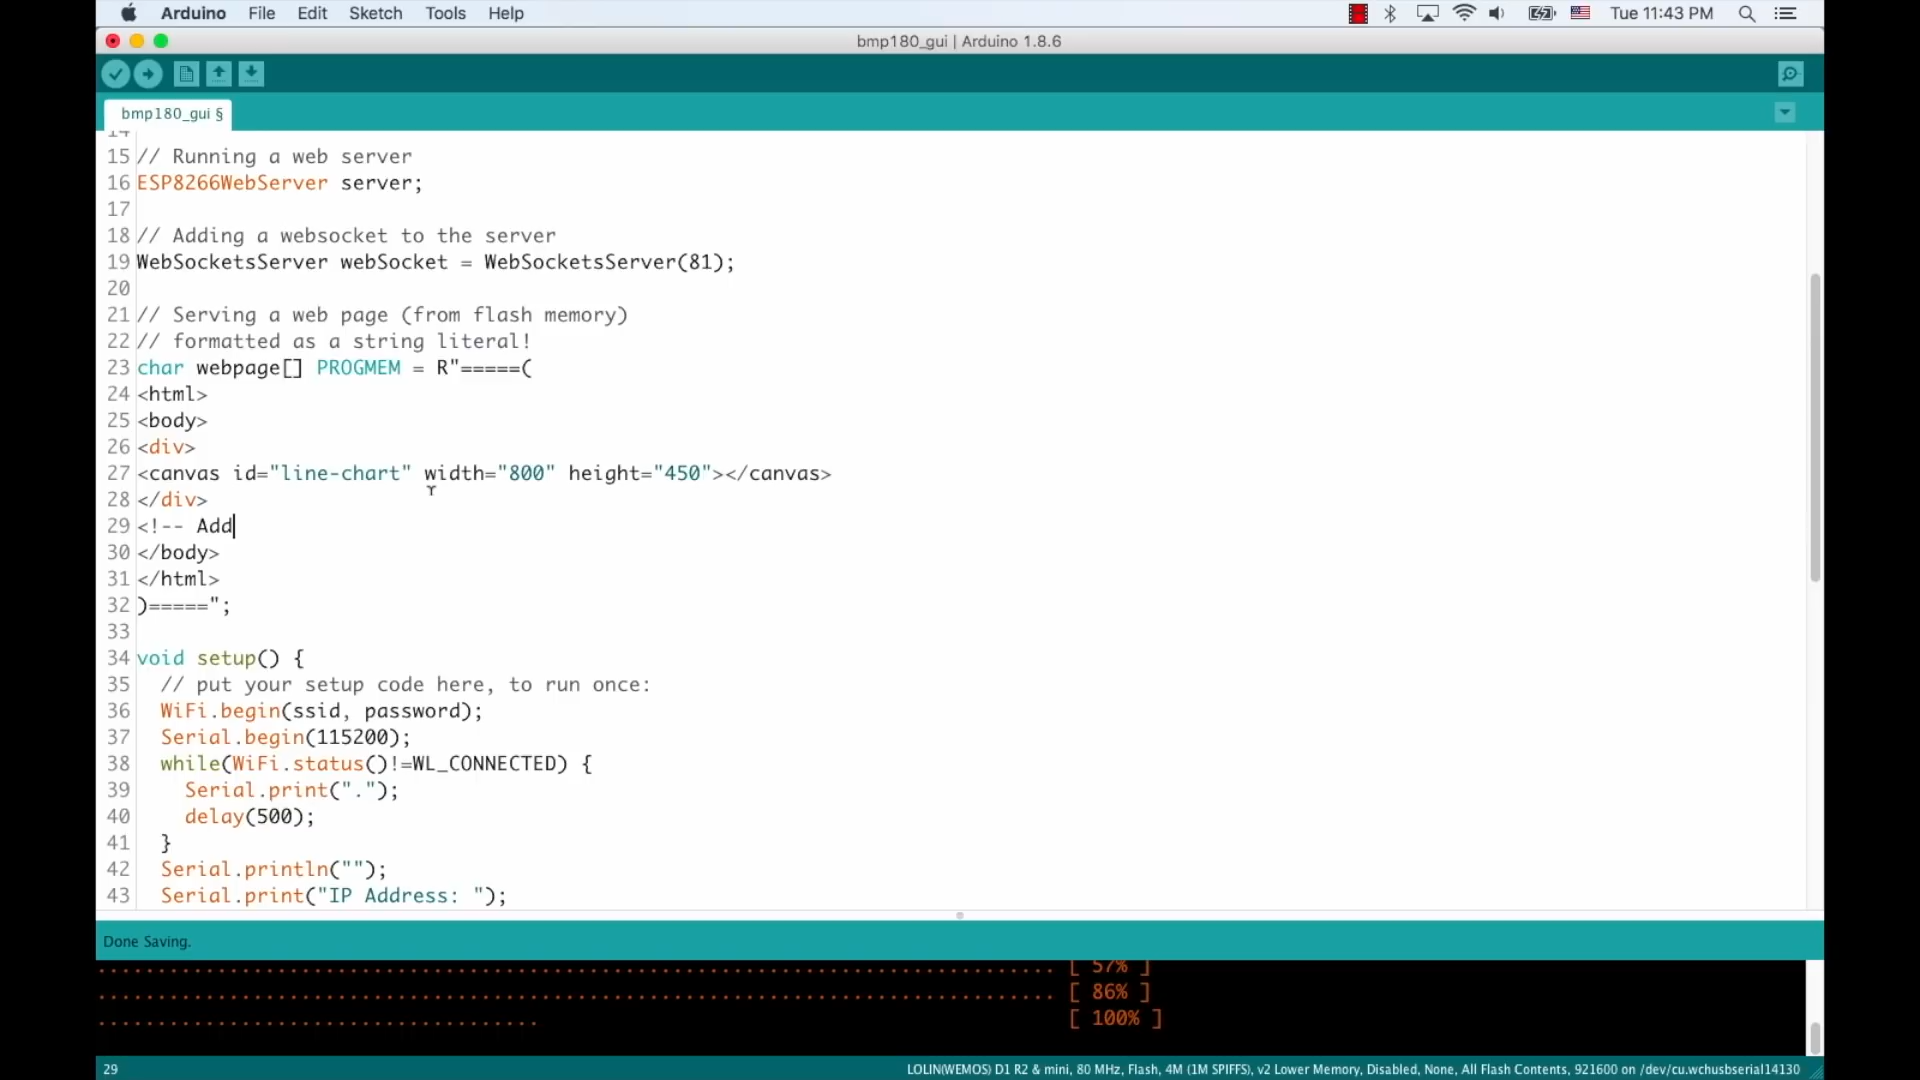 Arduino File Edit Sketch Tools Help Tue 11:43 PM
bmp180_gui | Arduino 1.8.6
bmp180_gui §
14
15 // Running a web server
16 ESP8266WebServer server;
17
18 // Adding a websocket to the server
19 WebSocketsServer webSocket = WebSocketsServer(81);
20
21 // Serving a web page (from flash memory)
22 // formatted as a string literal!
23 char webpage[] PROGMEM = R"=====(
24 <html>
25 <body>
26 <div>
27 <canvas id="line-chart" width="800" height="450"></canvas>
28 </div>
29 <!-- Add
30 </body>
31 </html>
32 )=====";
33
34 void setup() {
35 // put your setup code here, to run once:
36 WiFi.begin(ssid, password);
37 Serial.begin(115200);
38 while(WiFi.status()!=WL_CONNECTED) {
39 Serial.print(".");
40 delay(500);
41 }
42 Serial.println("");
43 Serial.print("IP Address: ");
Done Saving.
................................................................................ [ 57% ]
................................................................................ [ 86% ]
..................................... [ 100% ]
29 LOLIN(WEMOS) D1 R2 & mini, 80 MHz, Flash, 4M (1M SPIFFS), v2 Lower Memory, Disabled, None, All Flash Contents, 921600 on /dev/cu.wchusbserial14130